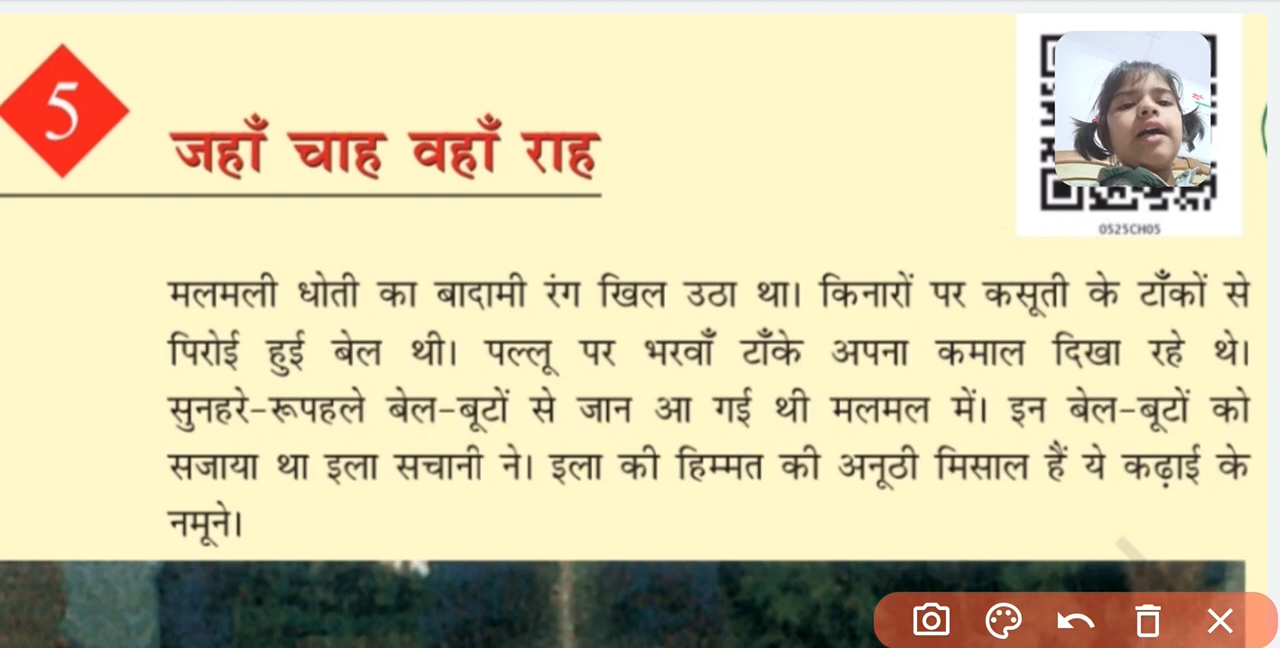 5
जहाँ चाह वहाँ राह
0525CH05
मलमली धोती का बादामी रंग खिल उठा था। किनारों पर कसूती के टाँकों से
पिरोई हुई बेल थी। पल्लू पर भरवाँ टाँके अपना कमाल दिखा रहे थे।
सुनहरे-रूपहले बेल-बूटों से जान आ गई थी मलमल में। इन बेल-बूटों को
सजाया था इला सचानी ने। इला की हिम्मत की अनूठी मिसाल हैं ये कढ़ाई के
नमूने।